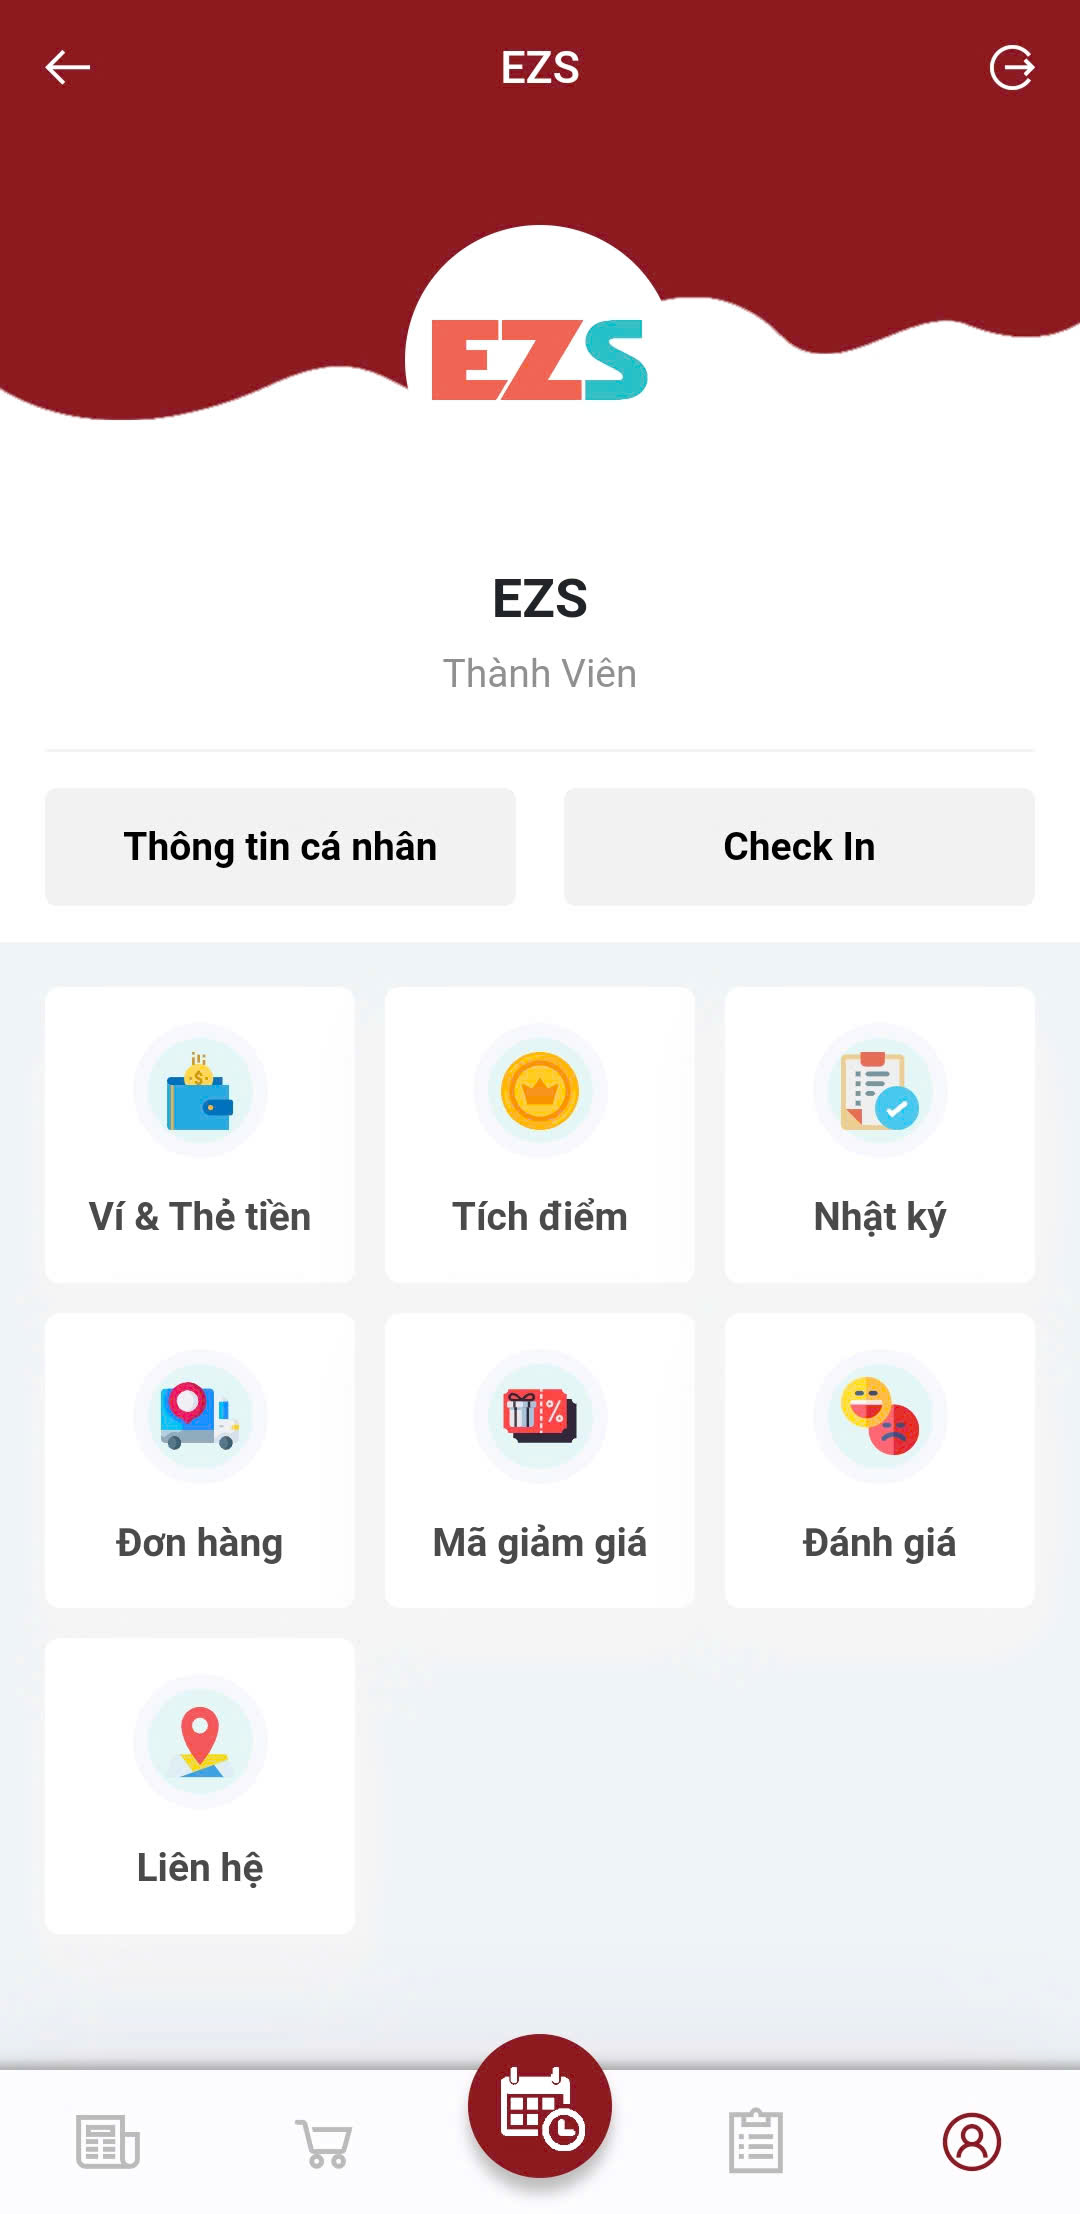 EZS
EZS
EZS
Thành Viên
Thông tin cá nhân
Check In
Ví & Thẻ tiền
Tích điểm
Nhật ký
Đơn hàng
Mã giảm giá
Đánh giá
Liên hệ